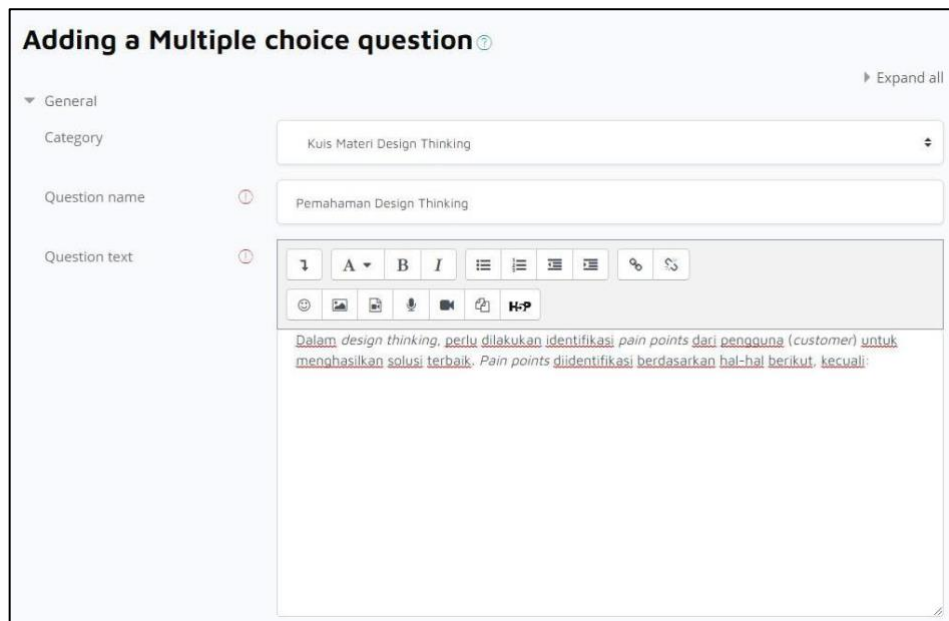 Adding a Multiple choice question
Expand all
General
Category
Kuis Materi Design Thinking
Question name
Pemahaman Design Thinking
Question text
A B I
H-P
Dalam design thinking, perlu dilakukan identifikasi pain points dari pengguna (customer) untuk
menghasilkan solusi terbaik. Pain points diidentifikasi berdasarkan hal-hal berikut, kecuali: